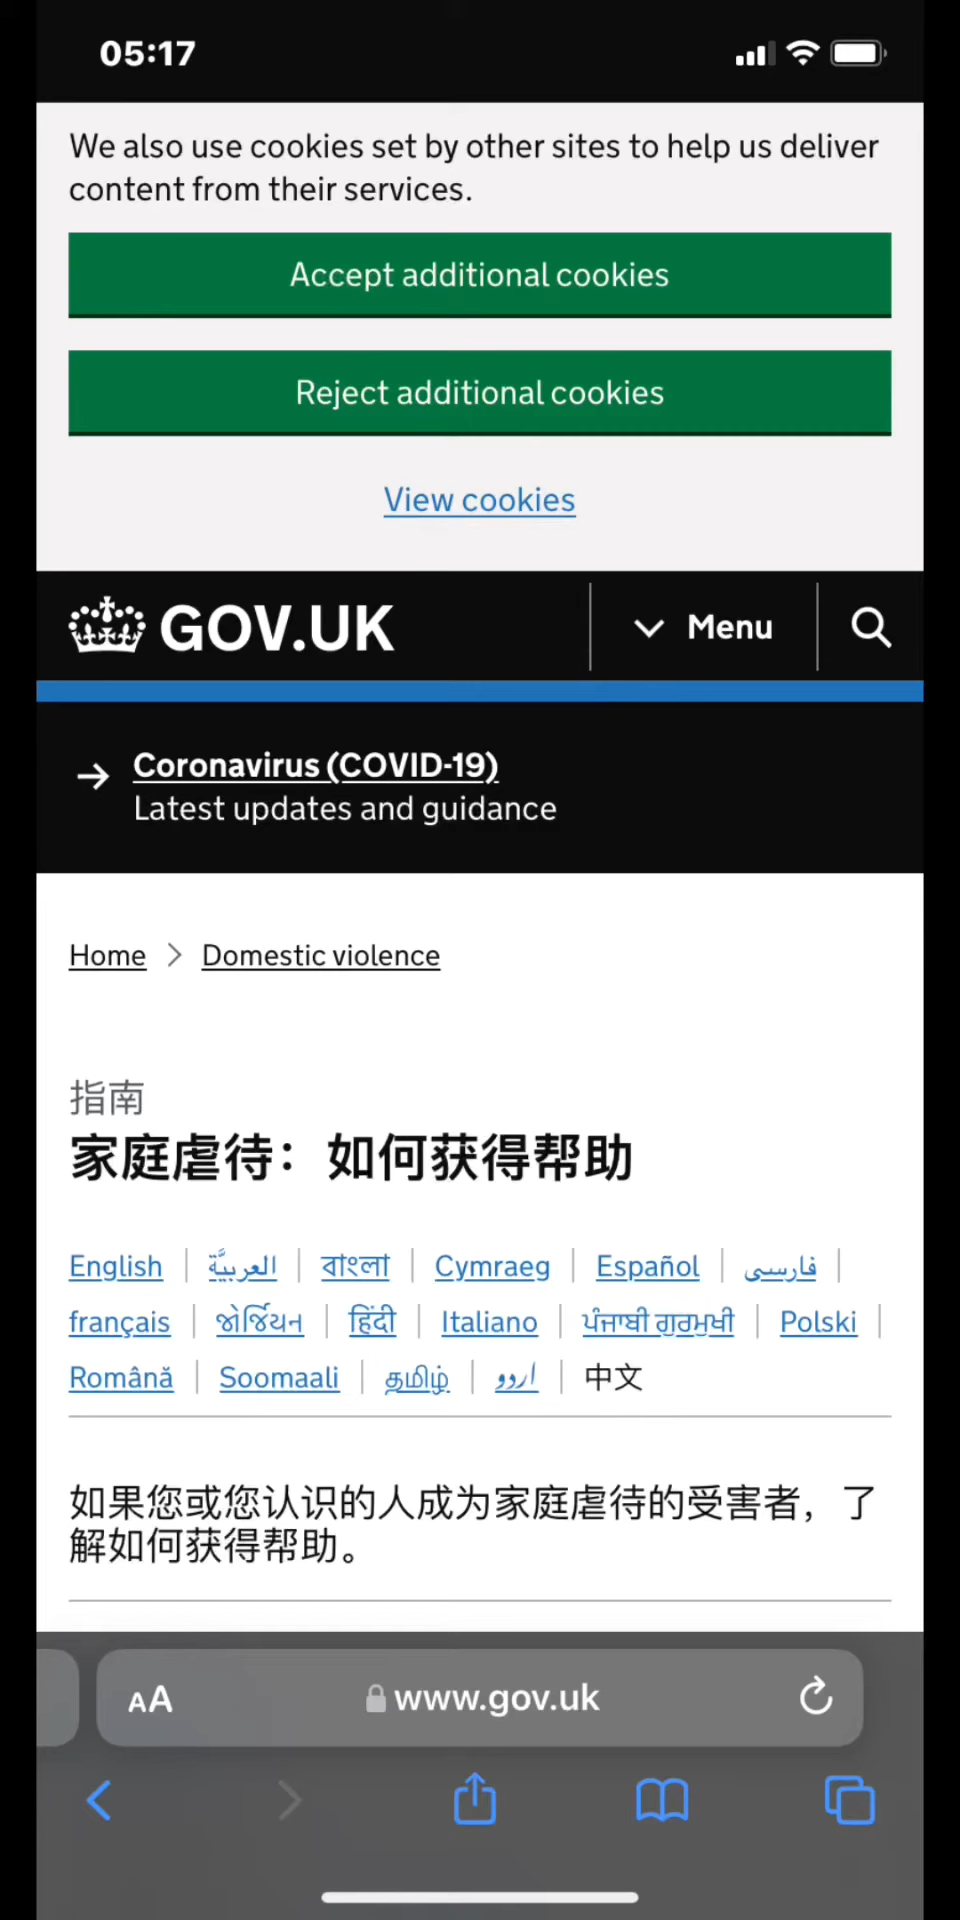 05:17
We also use cookies set by other sites to help us deliver
content from their services.
Accept additional cookies
Reject additional cookies
View cookies
GOV.UK
Menu
Coronavirus (COVID-19)
Latest updates and guidance
Home > Domestic violence
指南
家庭虐待：如何获得帮助
English | العربيَّة | বাংলা | Cymraeg | Español | فارسی |
français | જોર્જિયન | हिंदी | Italiano | ਪੰਜਾਬੀ ਗੁਰਮੁਖੀ | Polski |
Română | Soomaali | தமிழ் | اردو | 中文
如果您或您认识的人成为家庭虐待的受害者，了
解如何获得帮助。
AA
www.gov.uk